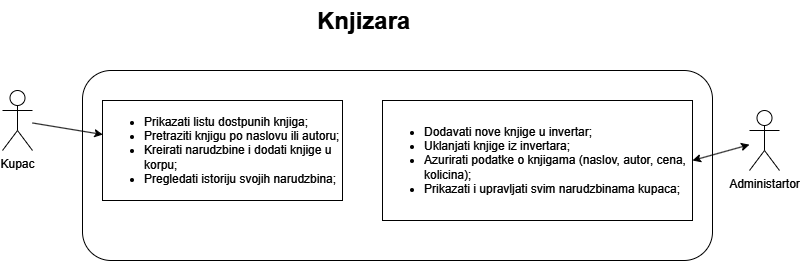 Knjizara
Kupac
Prikazati listu dostpunih knjiga;
Pretraziti knjigu po naslovu ili autoru;
Kreirati narudzbine i dodati knjige u
korpu;
Pregledati istoriju svojih narudzbina;
Dodavati nove knjige u invertar;
Uklanjati knjige iz invertara;
Azurirati podatke o knjigama (naslov, autor, cena,
kolicina);
Prikazati i upravljati svim narudzbinama kupaca;
Administartor